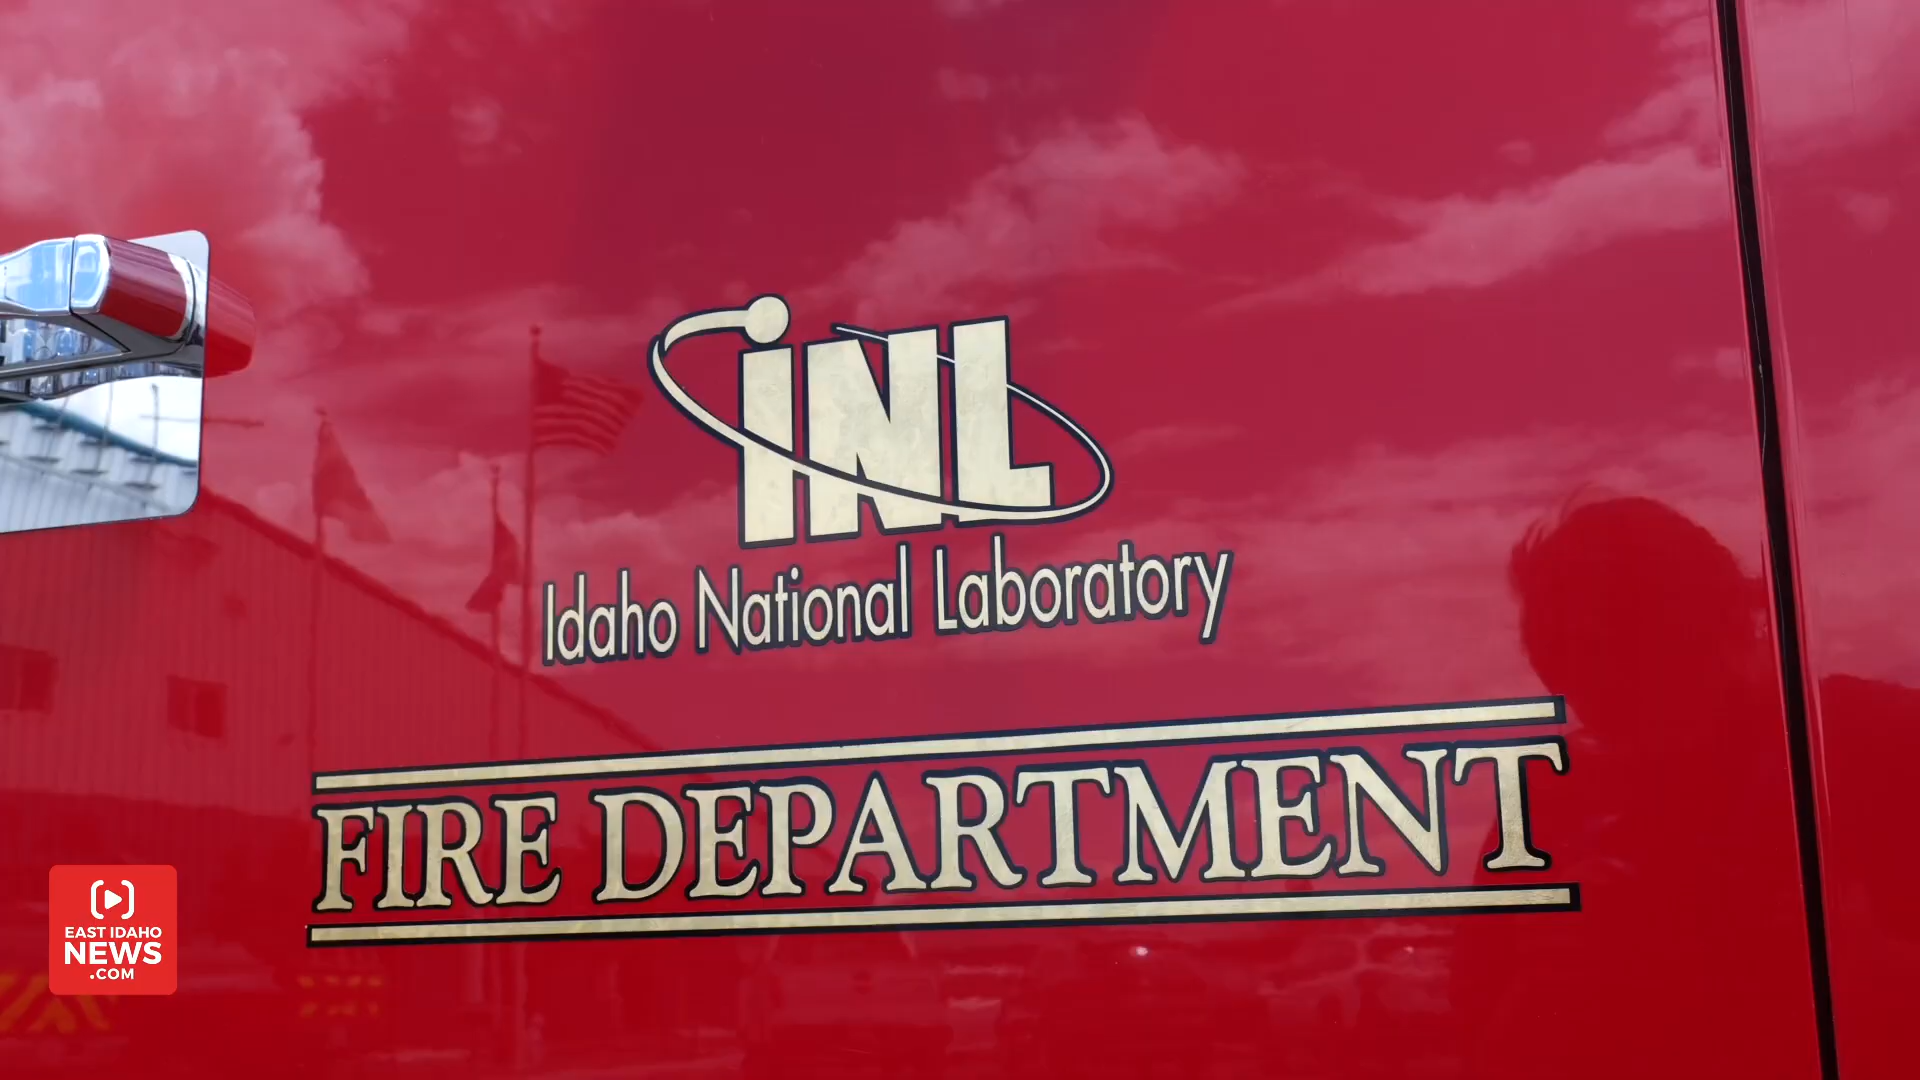 iNL
Idaho National Laboratory
FIRE DEPARTMENT
EAST IDAHO
NEWS
.COM